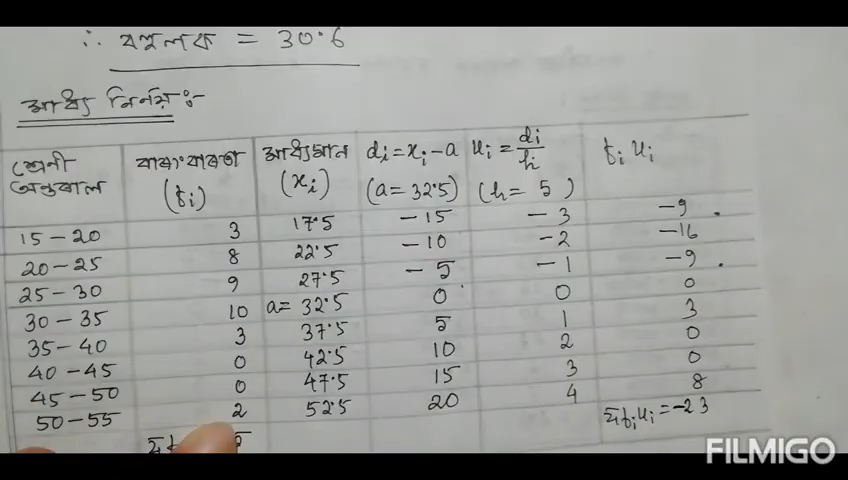 ∴ বহুলক = 30·6
মাধ্য নিৰ্নয়ঃ-
শ্ৰেনী অন্তৰাল | বাৰংবাৰতা (fᵢ) | মাধ্যমান (xᵢ) | dᵢ = xᵢ - a (a = 32·5) | uᵢ = dᵢ/h (h = 5) | fᵢ uᵢ
15 - 20 | 3 | 17·5 | - 15 | - 3 | - 9
20 - 25 | 8 | 22·5 | - 10 | - 2 | - 16
25 - 30 | 9 | 27·5 | - 5 | - 1 | - 9
30 - 35 | 10 | a = 32·5 | 0 | 0 | 0
35 - 40 | 3 | 37·5 | 5 | 1 | 3
40 - 45 | 0 | 42·5 | 10 | 2 | 0
45 - 50 | 0 | 47·5 | 15 | 3 | 0
50 - 55 | 2 | 52·5 | 20 | 4 | 8
Σfᵢuᵢ = -23
FILMIGO